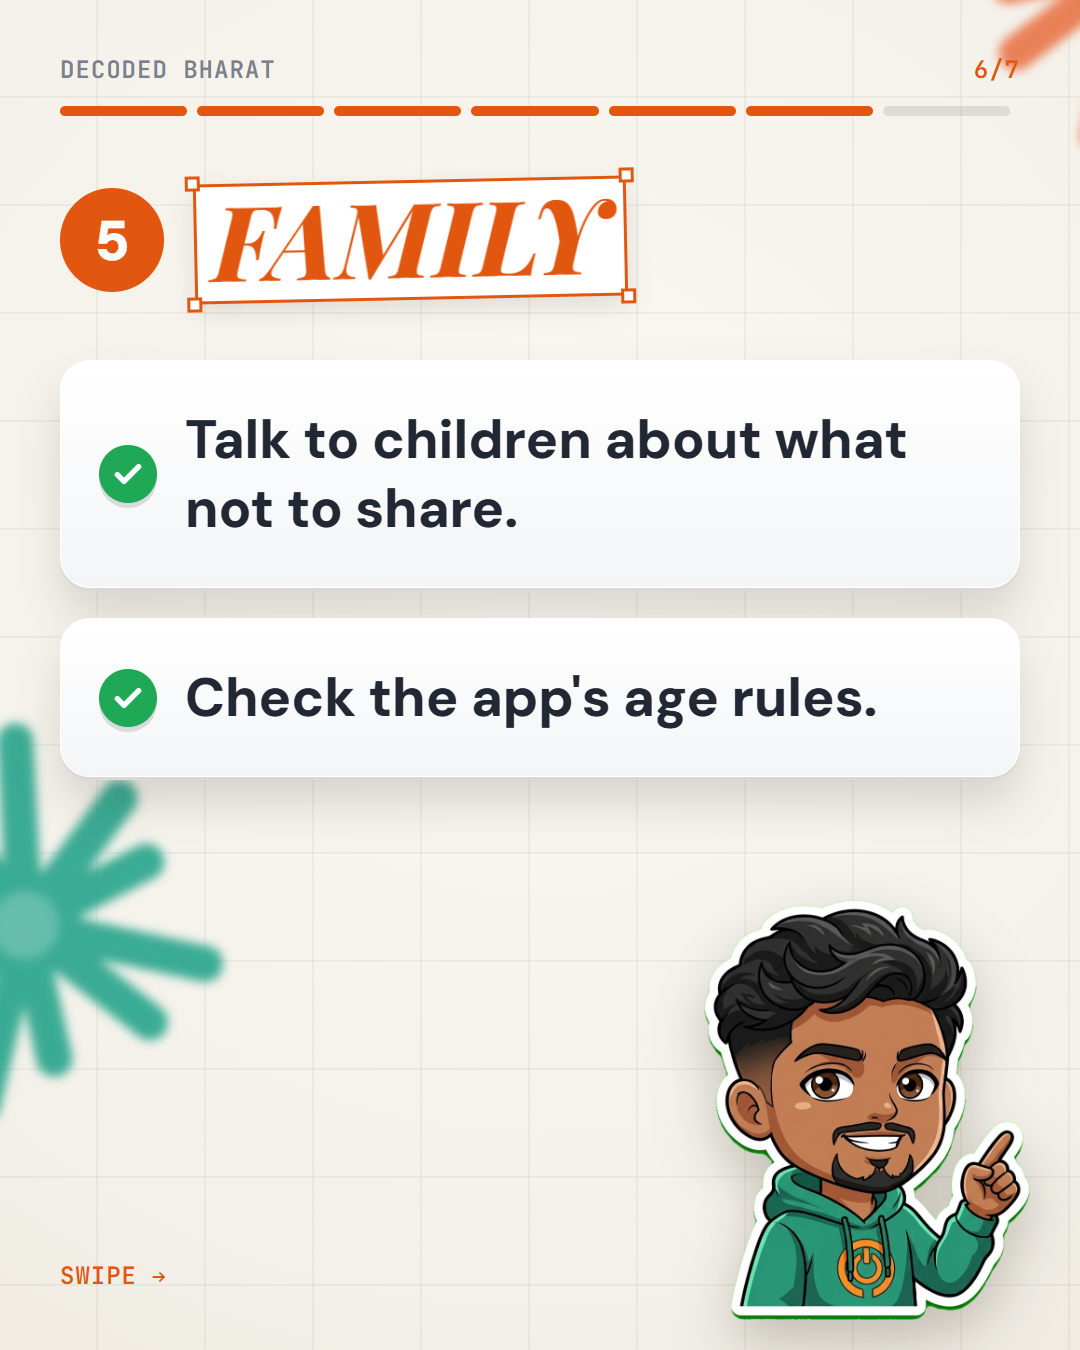 DECODED BHARAT
6/7
5
FAMILY
Talk to children about what
not to share.
Check the app's age rules.
SWIPE →